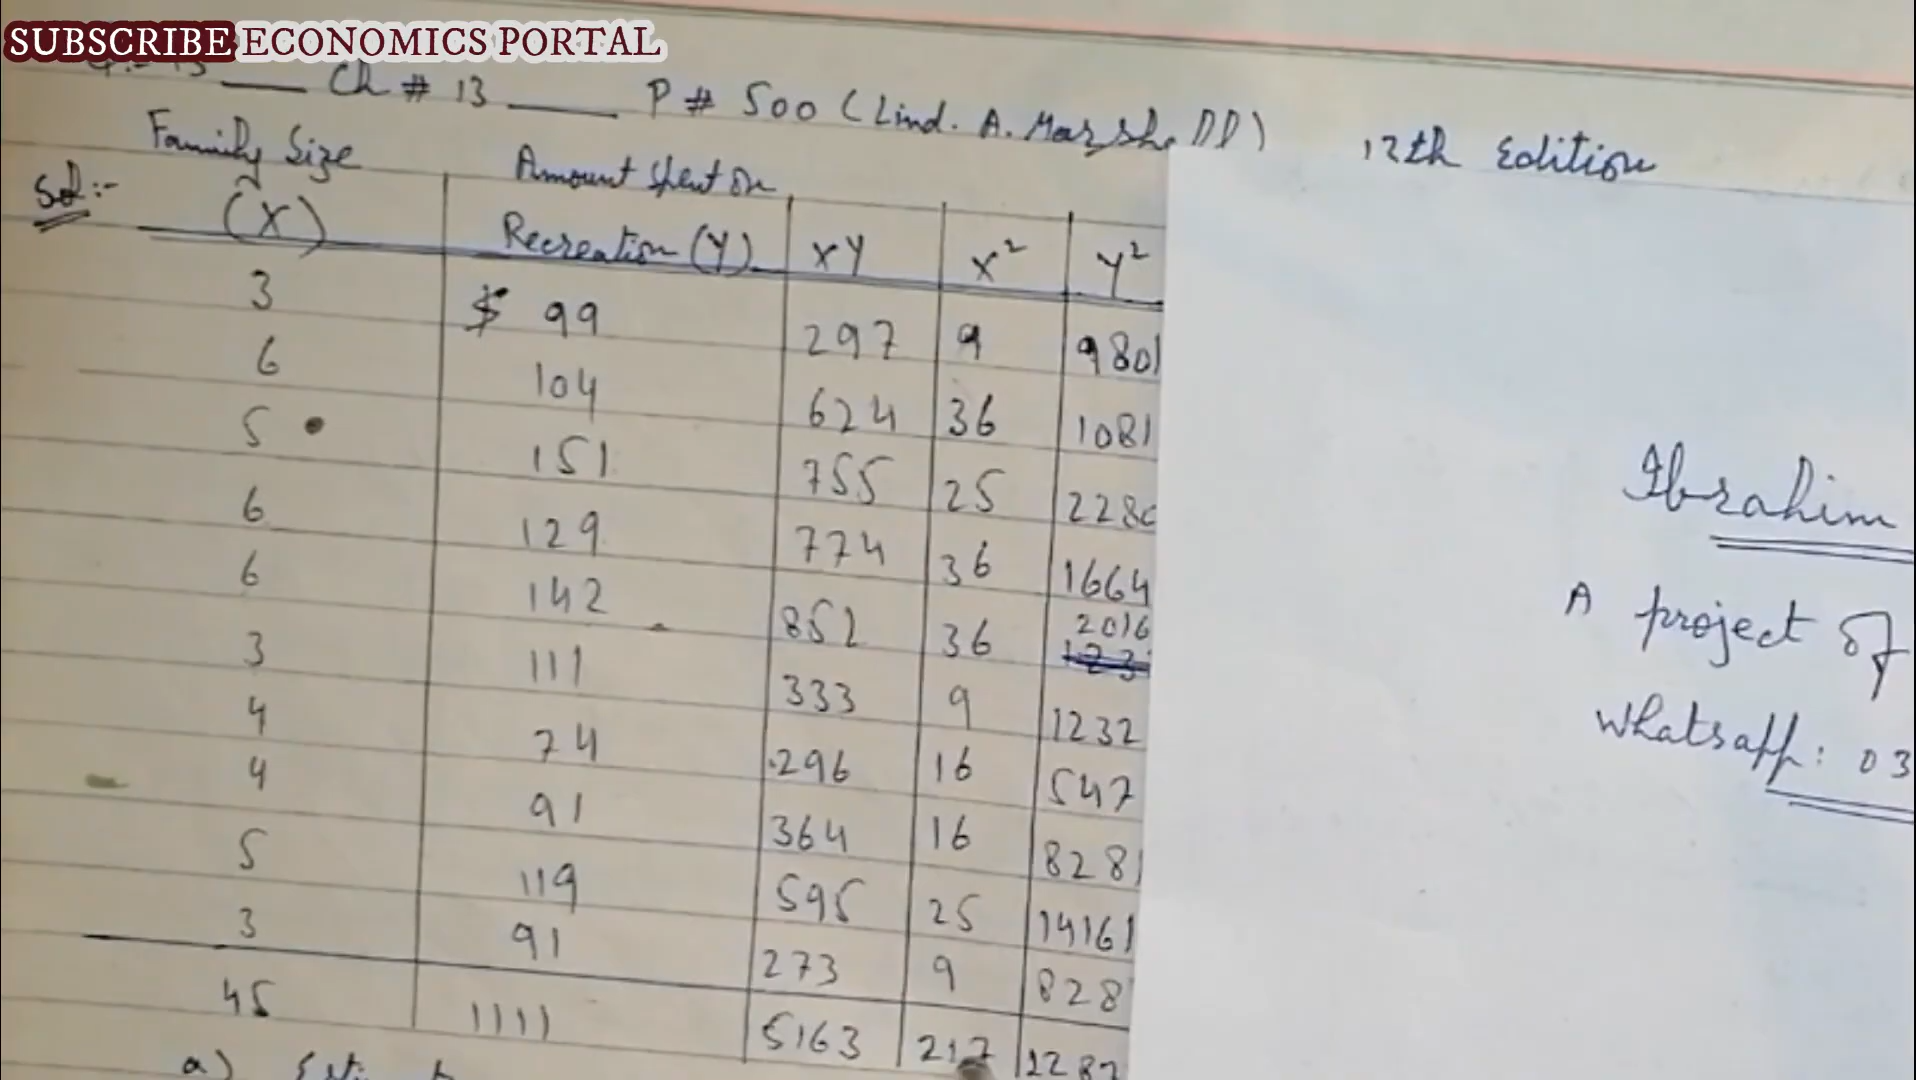 SUBSCRIBE ECONOMICS PORTAL
Ch # 13 P # 500 (Lind. A. Marshall) 12th Edition
Family Size Amount Spent on
Sol:- (X) Recreation (Y) XY X² Y²
3 $ 99 297 9 9801
6 104 624 36 1081
5 151 755 25 2280
6 129 774 36 1664
6 142 852 36 2016
3 111 333 9 1232
4 74 296 16 547
4 91 364 16 8281
5 119 595 25 14161
3 91 273 9 828
45 1111 5163 217 1287
a)
Ibrahim
A project of
Whatsapp: 03